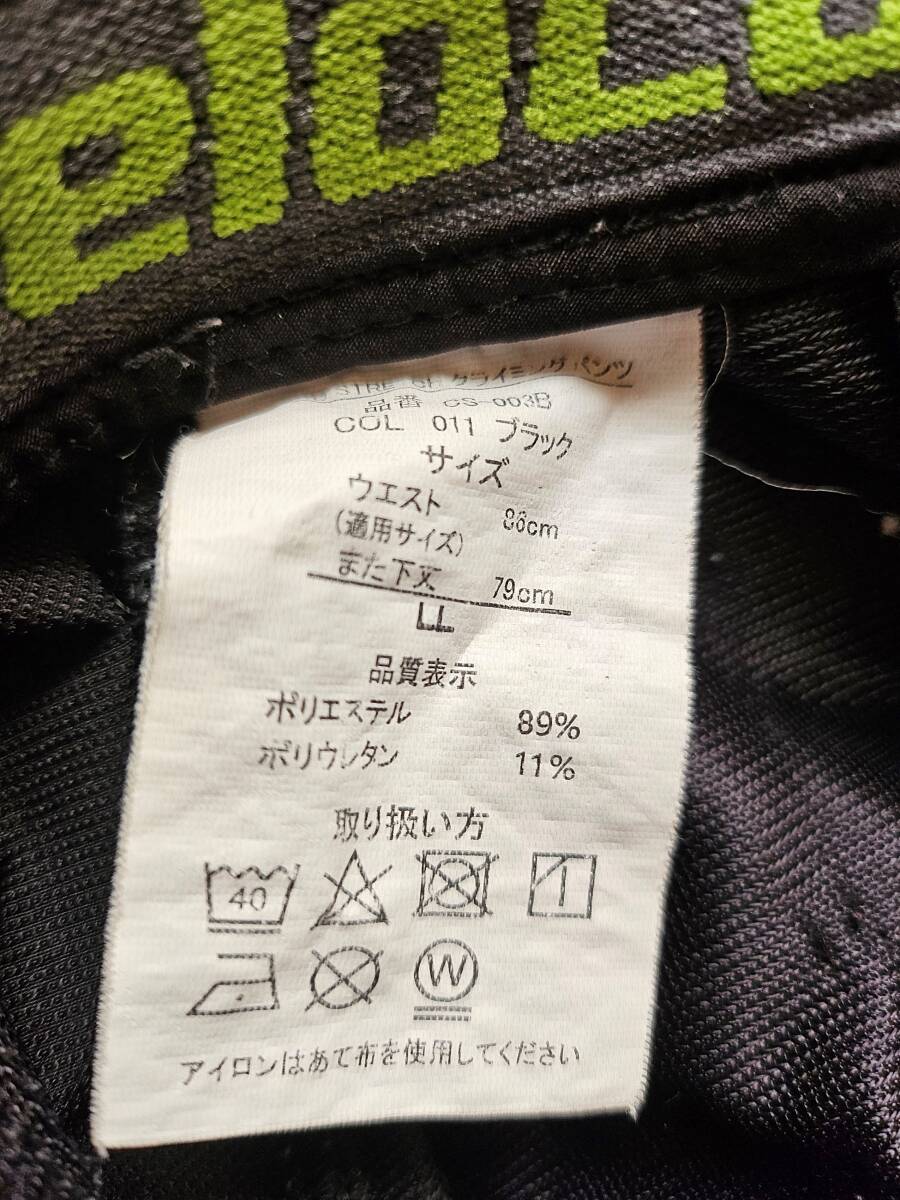 クライミングパンツ
品番 CS-003B
COL 011 ブラック
サイズ
ウエスト
(適用サイズ) 86cm
また下丈 79cm
LL
品質表示
ポリエステル 89%
ポリウレタン 11%
取り扱い方
40
W
アイロンはあて布を使用してください